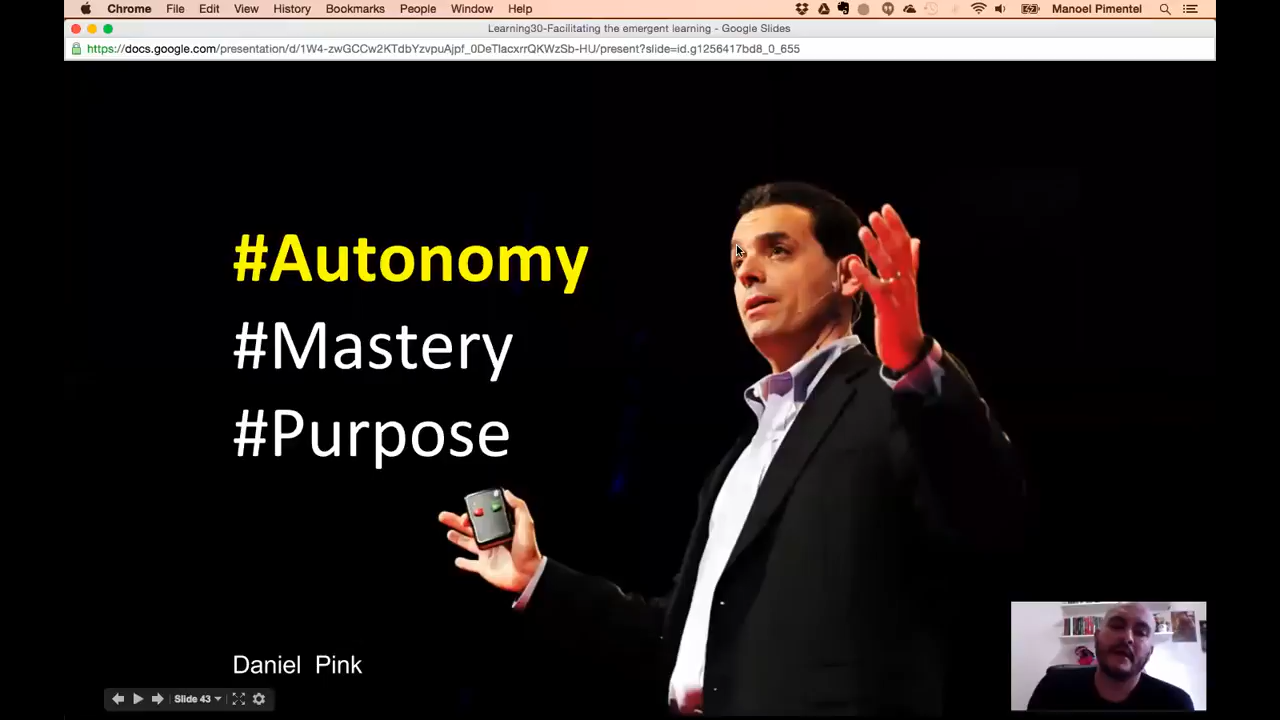 Chrome File Edit View History Bookmarks People Window Help Manoel Pimentel
Learning30-Facilitating the emergent learning - Google Slides
https://docs.google.com/presentation/d/1W4-zwGCCw2KTdbYzvpuAjpf_0DeTlacxrrQKWzSb-HU/present?slide=id.g1256417bd8_0_655
#Autonomy
#Mastery
#Purpose
Daniel Pink
Slide 43